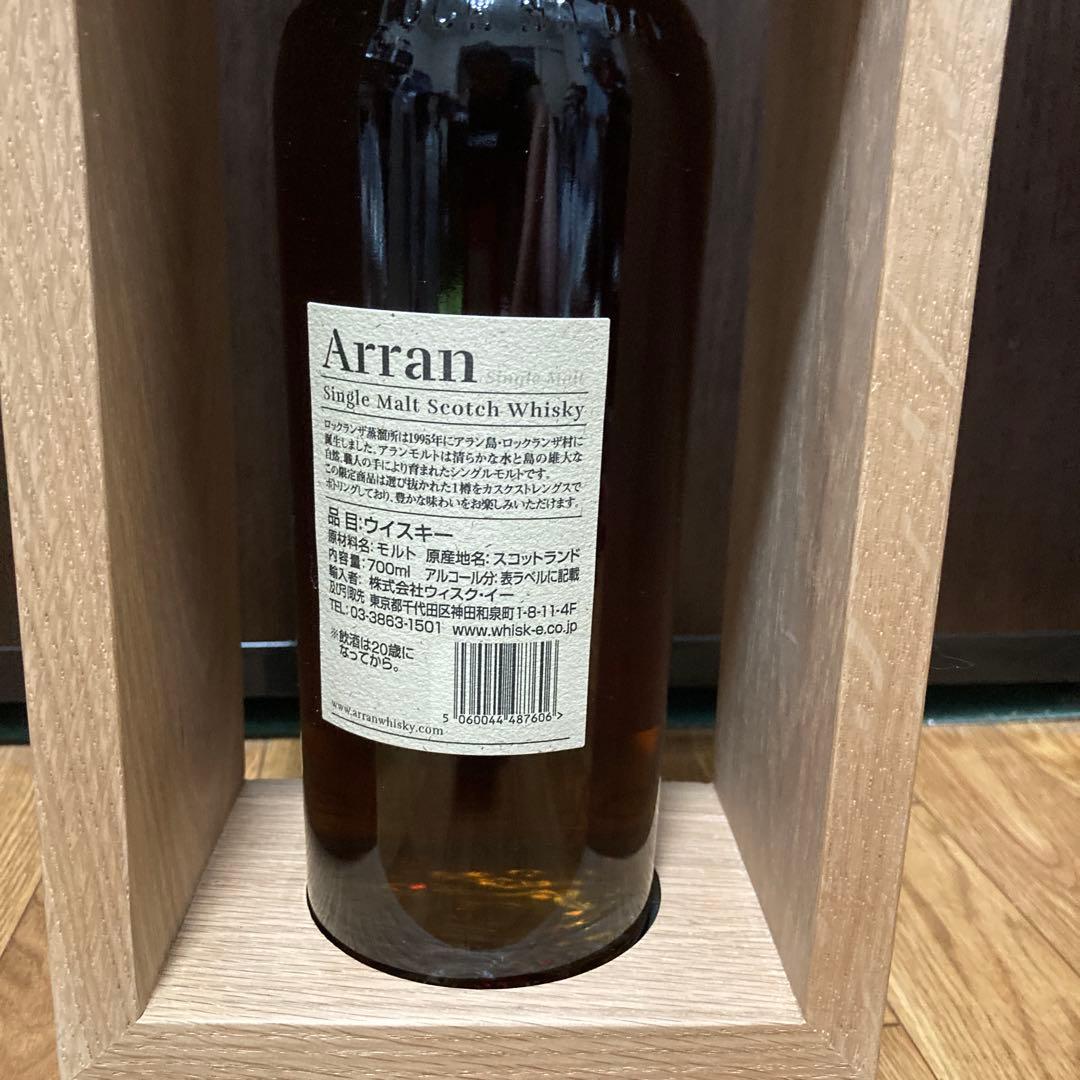 Arran
Single Malt
Single Malt Scotch Whisky
ロックランザ蒸溜所は1995年にアラン島・ロックランザ村に
誕生しました。アランモルトは清らかな水と島の雄大な
自然、職人の手により育まれたシングルモルトです。
この限定商品は選び抜かれた1樽をカスクストレングスで
ボトリングしており、豊かな味わいをお楽しみいただけます。
品 目:ウイスキー
原材料名: モルト 原産地名: スコットランド
内容量:700ml アルコール分: 表ラベルに記載
輸入者: 株式会社ウィスク・イー
及び引取先 東京都千代田区神田和泉町1-8-11-4F
TEL: 03-3863-1501 www.whisk-e.co.jp
※飲酒は20歳に
なってから。
5 060044 487606 >
www.arranwhisky.com